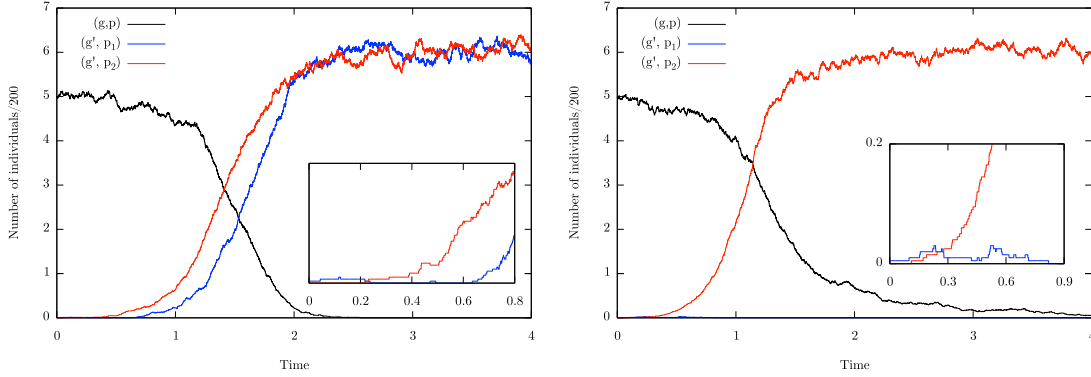 7
6
5
4
3
2
1
0
Number of individuals/200
(g,p)
(g', p1)
(g', p2)
0 0.2 0.4 0.6 0.8
0 1 2 3 4
Time
7
6
5
4
3
2
1
0
Number of individuals/200
(g,p)
(g', p1)
(g', p2)
0.2
0
0 0.3 0.6 0.9
0 1 2 3 4
Time